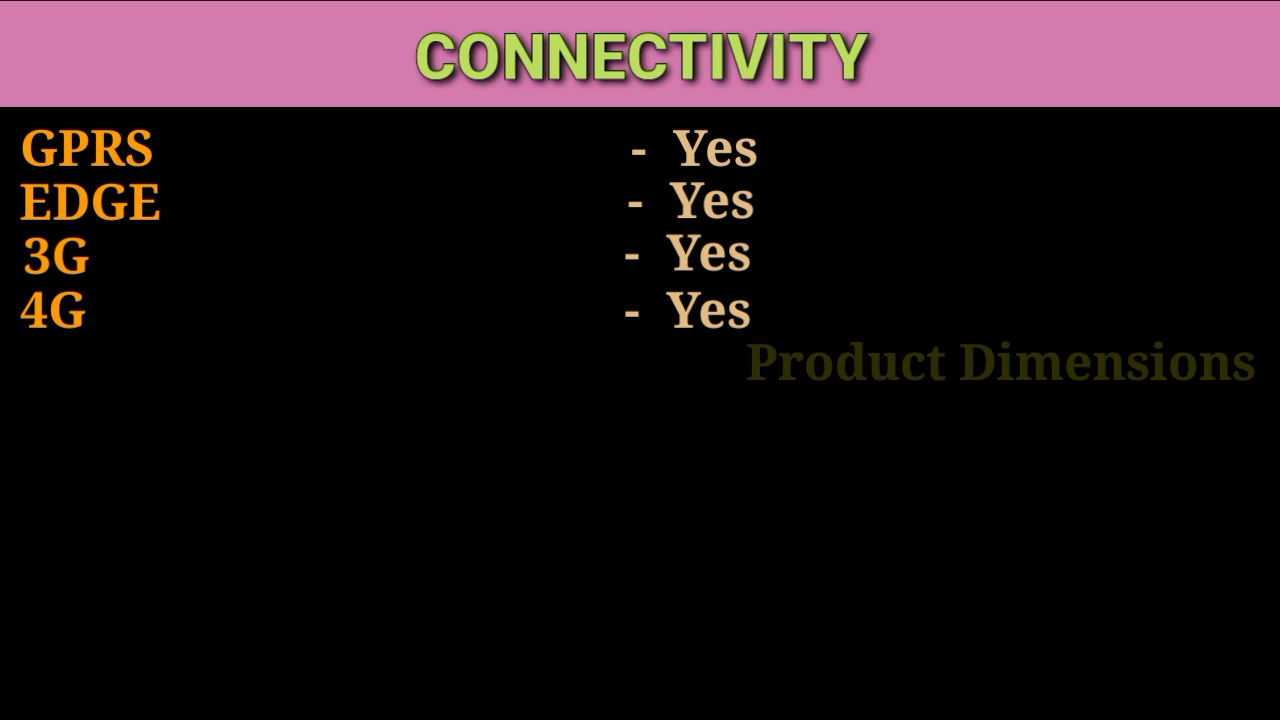 CONNECTIVITY
GPRS - Yes
EDGE - Yes
3G - Yes
4G - Yes
Product Dimensions